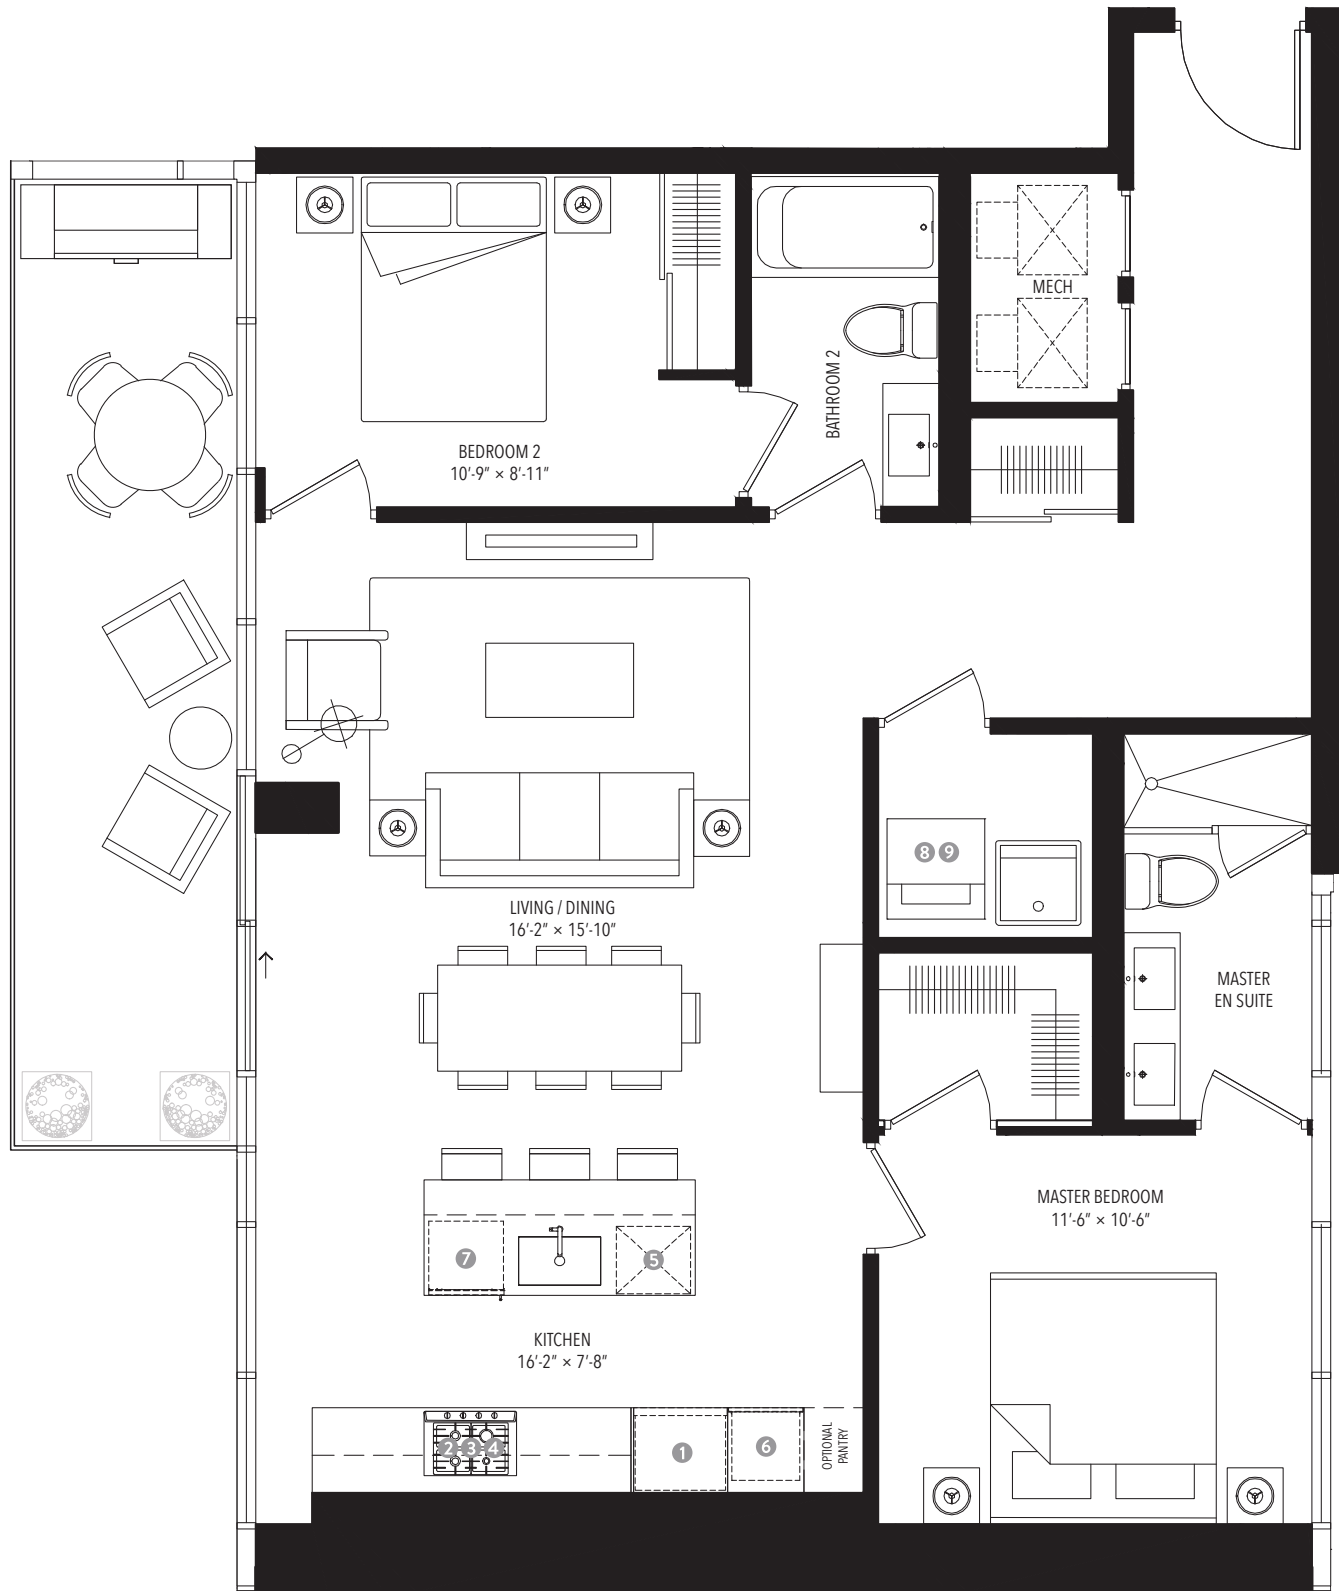 MECH
BATHROOM 2
BEDROOM 2
10'-9" × 8'-11"
8 9
LIVING / DINING
16'-2" × 15'-10"
MASTER
EN SUITE
MASTER BEDROOM
11'-6" × 10'-6"
7
5
KITCHEN
16'-2" × 7'-8"
2 3 4
1
6
OPTIONAL
PANTRY